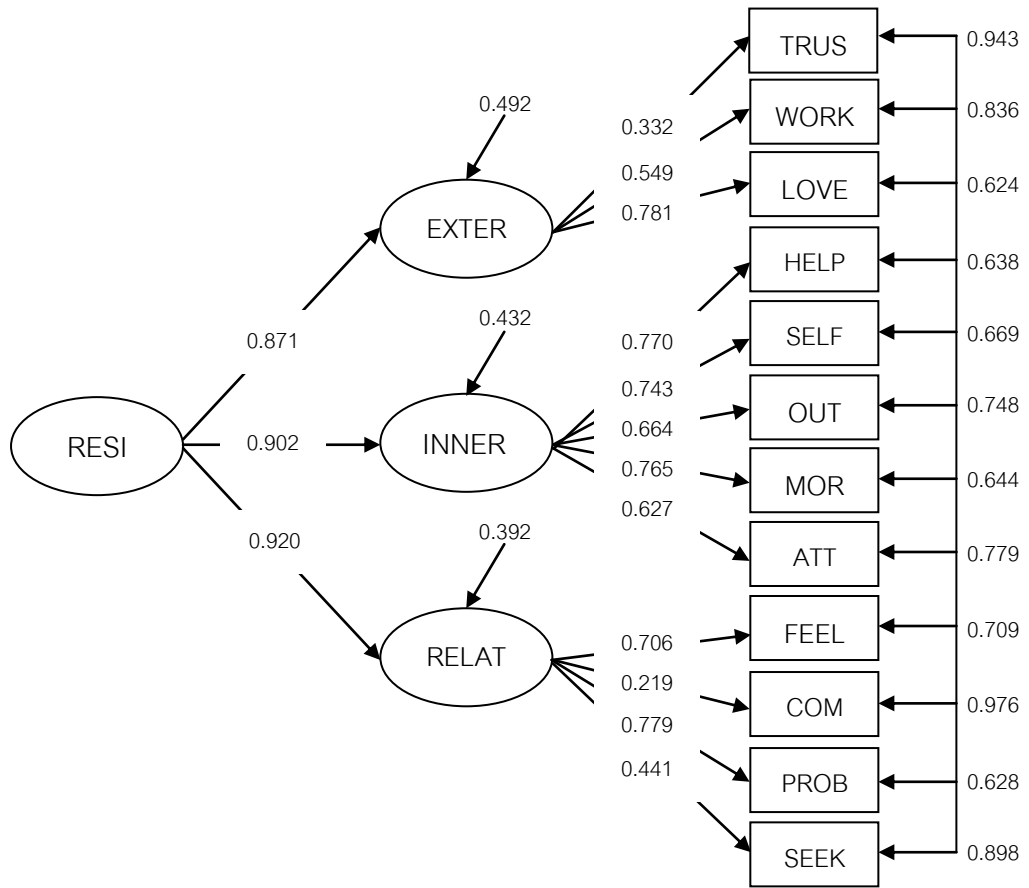 TRUS
0.943
0.492
0.332
WORK
0.836
0.549
0.781
LOVE
0.624
EXTER
HELP
0.638
0.871
0.432
0.770
SELF
0.669
0.743
OUT
0.748
RESI
0.902
INNER
0.664
0.765
MOR
0.644
0.627
0.920
0.392
ATT
0.779
0.706
FEEL
0.709
RELAT
0.219
COM
0.976
0.779
0.441
PROB
0.628
SEEK
0.898